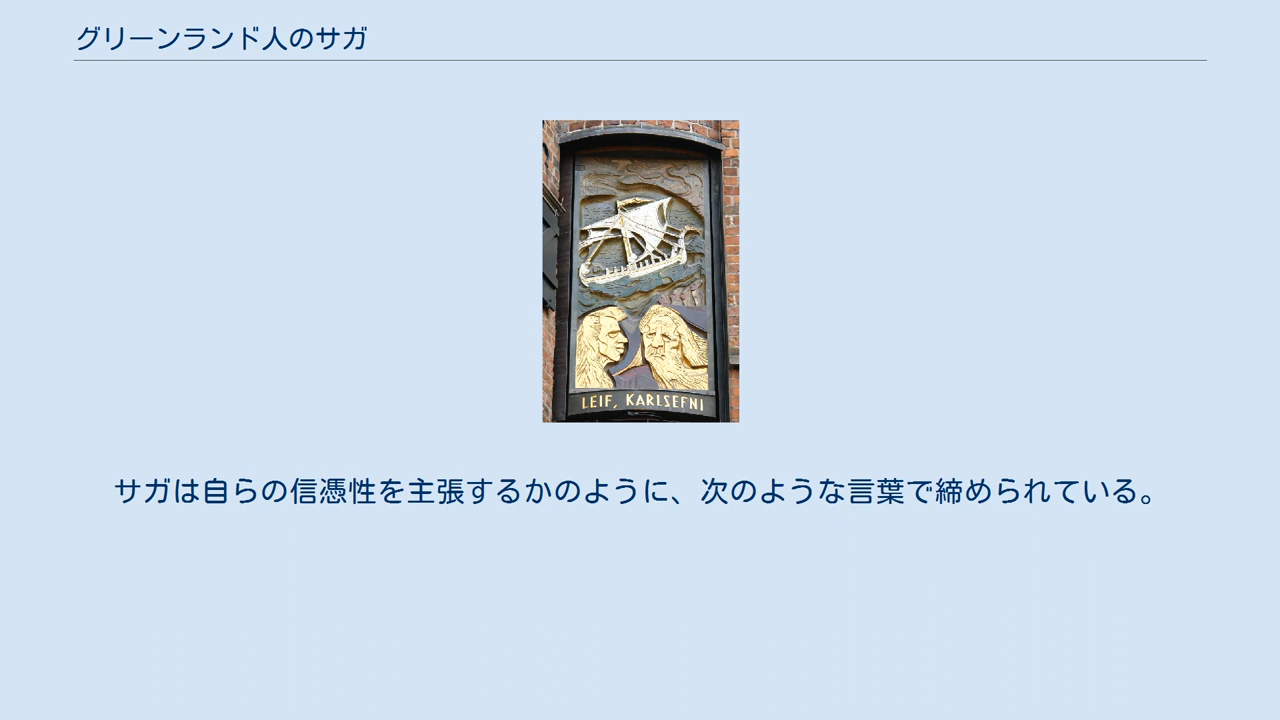 グリーンランド人のサガ
LEIF, KARLSEFNI
サガは自らの信憑性を主張するかのように、次のような言葉で締められている。